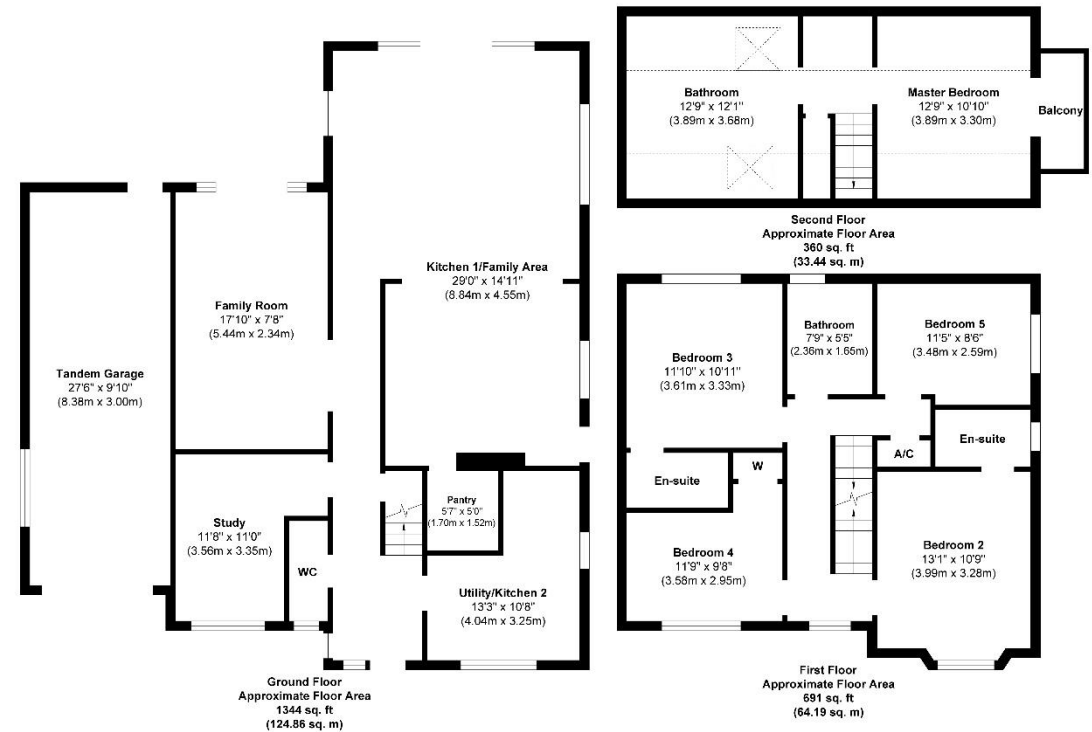 Kitchen 1/Family Area
29'0" x 14'11"
(8.84m x 4.55m)
Family Room
17'10" x 7'8"
(5.44m x 2.34m)
Tandem Garage
27'6" x 9'10"
(8.38m x 3.00m)
Study
11'8" x 11'0"
(3.56m x 3.35m)
WC
Pantry
5'7" x 5'0"
(1.70m x 1.52m)
Utility/Kitchen 2
13'3" x 10'8"
(4.04m x 3.25m)
Ground Floor
Approximate Floor Area
1344 sq. ft
(124.86 sq. m)
Bathroom
12'9" x 12'1"
(3.89m x 3.68m)
Master Bedroom
12'9" x 10'10"
(3.89m x 3.30m)
Balcony
Second Floor
Approximate Floor Area
360 sq. ft
(33.44 sq. m)
Bedroom 3
11'10" x 10'11"
(3.61m x 3.33m)
Bathroom
7'9" x 5'5"
(2.36m x 1.65m)
Bedroom 5
11'5" x 8'6"
(3.48m x 2.59m)
En-suite
A/C
W
En-suite
Bedroom 4
11'9" x 9'8"
(3.58m x 2.95m)
Bedroom 2
13'1" x 10'9"
(3.99m x 3.28m)
First Floor
Approximate Floor Area
691 sq. ft
(64.19 sq. m)